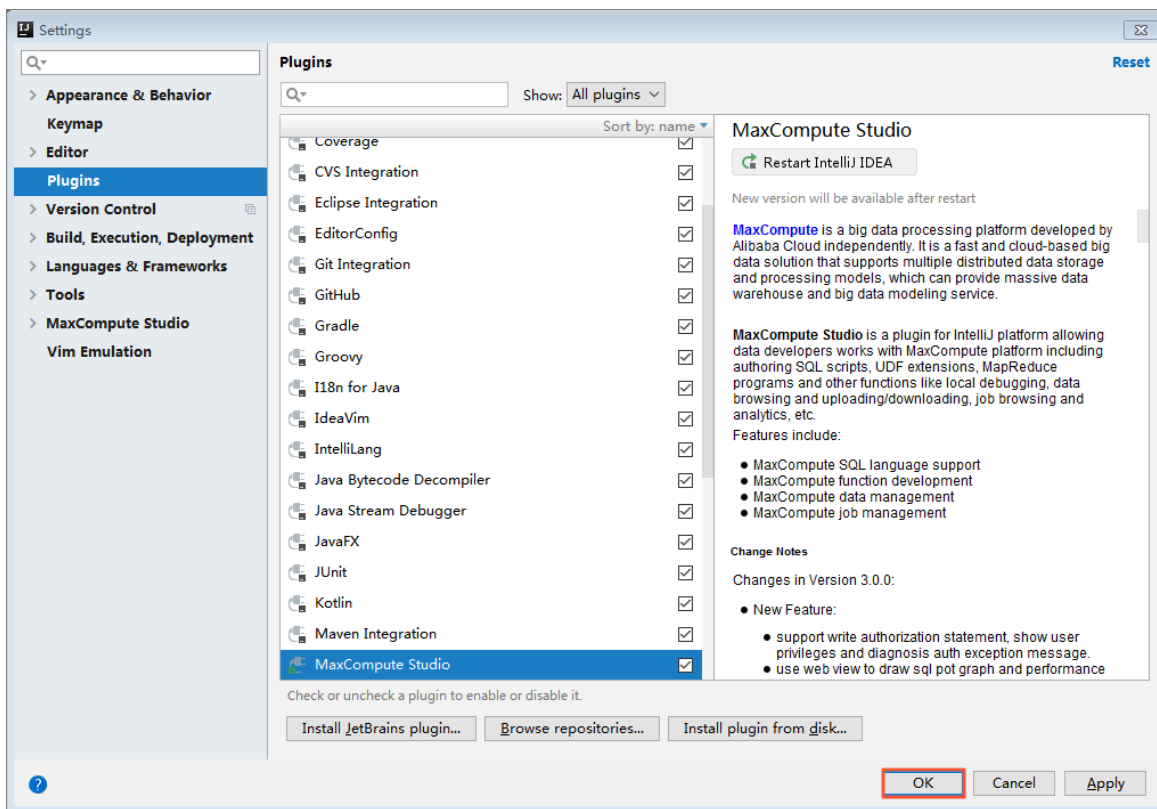 Settings
Appearance & Behavior
Keymap
Editor
Plugins
Version Control
Build, Execution, Deployment
Languages & Frameworks
Tools
MaxCompute Studio
Vim Emulation
Plugins
Reset
Show: All plugins
Sort by: name
Coverage
CVS Integration
Eclipse Integration
EditorConfig
Git Integration
GitHub
Gradle
Groovy
I18n for Java
IdeaVim
IntelliLang
Java Bytecode Decompiler
Java Stream Debugger
JavaFX
JUnit
Kotlin
Maven Integration
MaxCompute Studio
Check or uncheck a plugin to enable or disable it.
Install JetBrains plugin...
Browse repositories...
Install plugin from disk...
MaxCompute Studio
Restart IntelliJ IDEA
New version will be available after restart
MaxCompute is a big data processing platform developed by
Alibaba Cloud independently. It is a fast and cloud-based big
data solution that supports multiple distributed data storage
and processing models, which can provide massive data
warehouse and big data modeling service.
MaxCompute Studio is a plugin for IntelliJ platform allowing
data developers works with MaxCompute platform including
authoring SQL scripts, UDF extensions, MapReduce
programs and other functions like local debugging, data
browsing and uploading/downloading, job browsing and
analytics, etc.
Features include:
● MaxCompute SQL language support
● MaxCompute function development
● MaxCompute data management
● MaxCompute job management
Change Notes
Changes in Version 3.0.0:
● New Feature:
● support write authorization statement, show user
privileges and diagnosis auth exception message.
● use web view to draw sql pot graph and performance
?
OK
Cancel
Apply